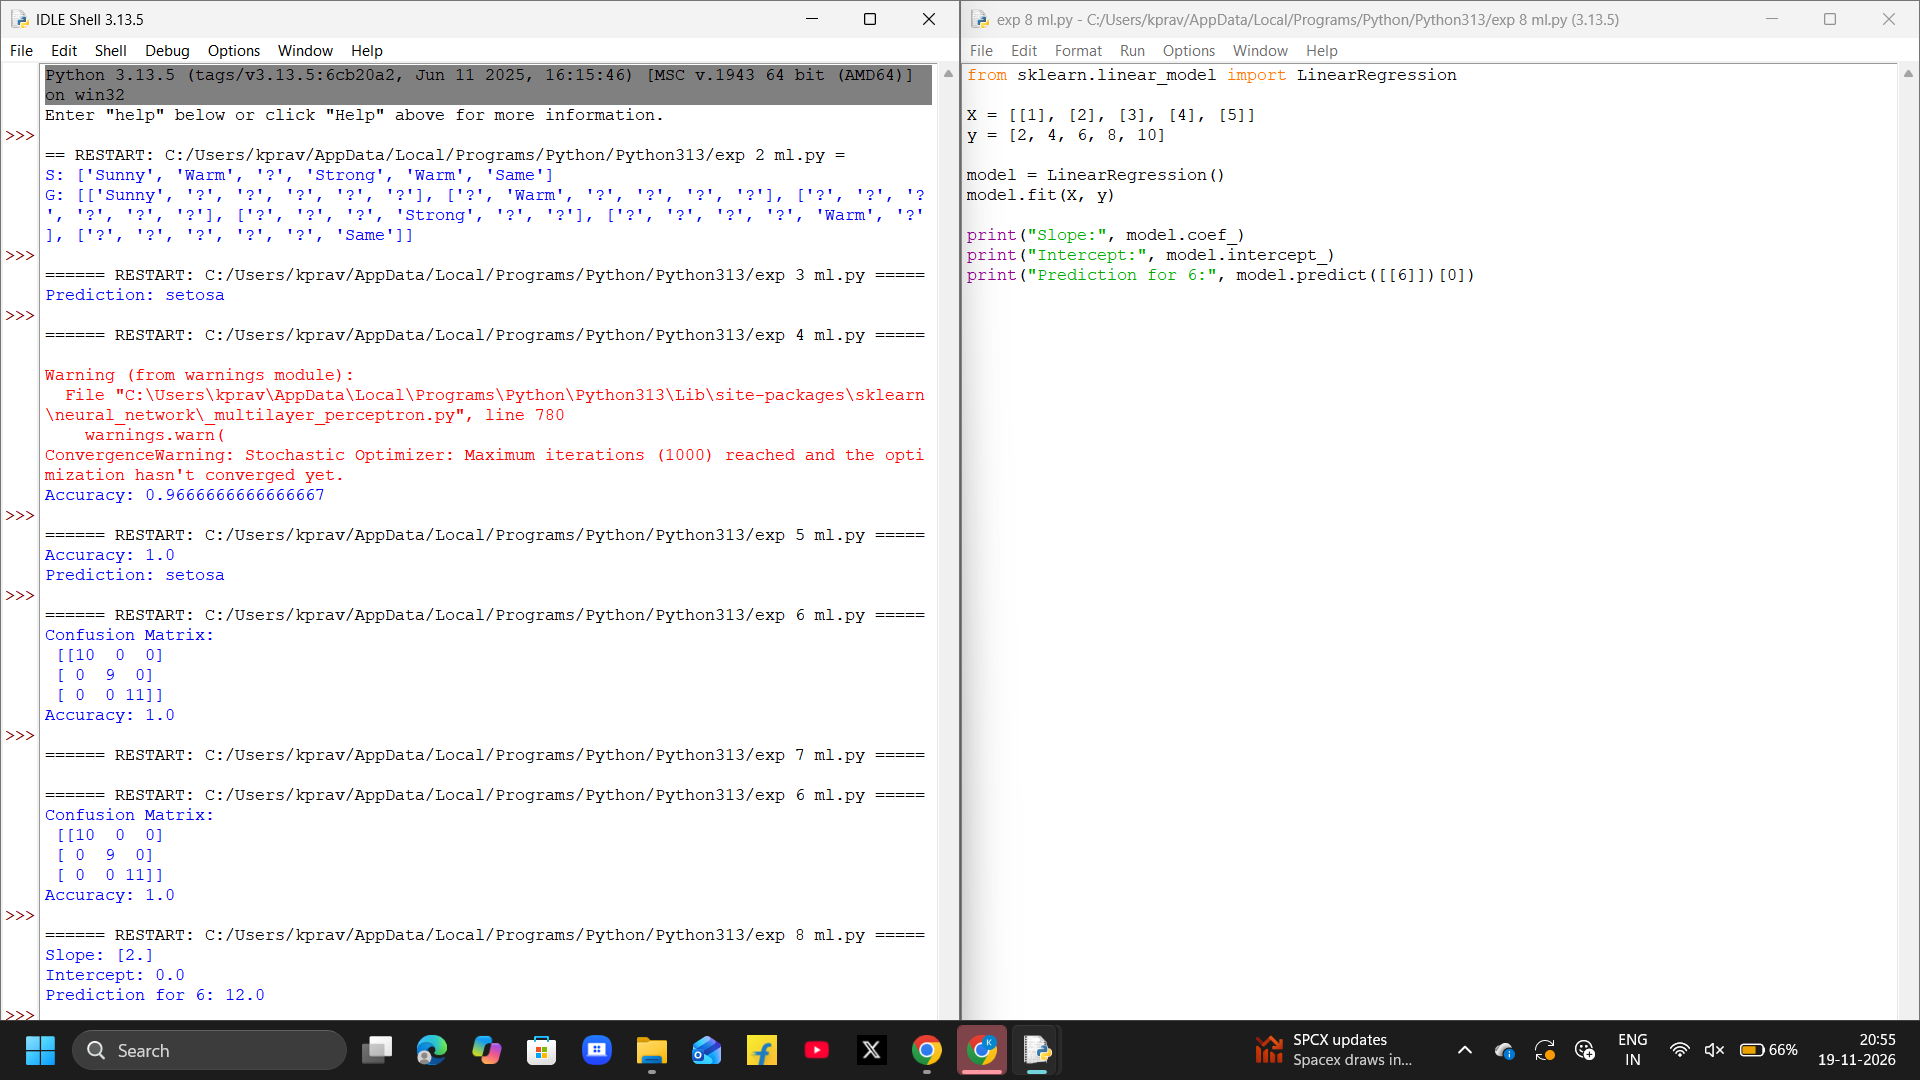 IDLE Shell 3.13.5
File Edit Shell Debug Options Window Help
Python 3.13.5 (tags/v3.13.5:6cb20a2, Jun 11 2025, 16:15:46) [MSC v.1943 64 bit (AMD64)]
on win32
Enter "help" below or click "Help" above for more information.
>>>
== RESTART: C:/Users/kprav/AppData/Local/Programs/Python/Python313/exp 2 ml.py =
S: ['Sunny', 'Warm', '?', 'Strong', 'Warm', 'Same']
G: [['Sunny', '?', '?', '?', '?', '?'], ['?', 'Warm', '?', '?', '?', '?'], ['?', '?', '?
', '?', '?', '?'], ['?', '?', '?', 'Strong', '?', '?'], ['?', '?', '?', '?', 'Warm', '?'
], ['?', '?', '?', '?', '?', 'Same']]
>>>
====== RESTART: C:/Users/kprav/AppData/Local/Programs/Python/Python313/exp 3 ml.py =====
Prediction: setosa
>>>
====== RESTART: C:/Users/kprav/AppData/Local/Programs/Python/Python313/exp 4 ml.py =====
Warning (from warnings module):
  File "C:\Users\kprav\AppData\Local\Programs\Python\Python313\Lib\site-packages\sklearn
\neural_network\_multilayer_perceptron.py", line 780
    warnings.warn(
ConvergenceWarning: Stochastic Optimizer: Maximum iterations (1000) reached and the opti
mization hasn't converged yet.
Accuracy: 0.9666666666666667
>>>
====== RESTART: C:/Users/kprav/AppData/Local/Programs/Python/Python313/exp 5 ml.py =====
Accuracy: 1.0
Prediction: setosa
>>>
====== RESTART: C:/Users/kprav/AppData/Local/Programs/Python/Python313/exp 6 ml.py =====
Confusion Matrix:
 [[10  0  0]
 [ 0  9  0]
 [ 0  0 11]]
Accuracy: 1.0
>>>
====== RESTART: C:/Users/kprav/AppData/Local/Programs/Python/Python313/exp 7 ml.py =====
====== RESTART: C:/Users/kprav/AppData/Local/Programs/Python/Python313/exp 6 ml.py =====
Confusion Matrix:
 [[10  0  0]
 [ 0  9  0]
 [ 0  0 11]]
Accuracy: 1.0
>>>
====== RESTART: C:/Users/kprav/AppData/Local/Programs/Python/Python313/exp 8 ml.py =====
Slope: [2.]
Intercept: 0.0
Prediction for 6: 12.0
>>>
exp 8 ml.py - C:/Users/kprav/AppData/Local/Programs/Python/Python313/exp 8 ml.py (3.13.5)
File Edit Format Run Options Window Help
from sklearn.linear_model import LinearRegression
X = [[1], [2], [3], [4], [5]]
y = [2, 4, 6, 8, 10]
model = LinearRegression()
model.fit(X, y)
print("Slope:", model.coef_)
print("Intercept:", model.intercept_)
print("Prediction for 6:", model.predict([[6]])[0])
Search
SPCX updates
Spacex draws in...
ENG
IN
66%
20:55
19-11-2026